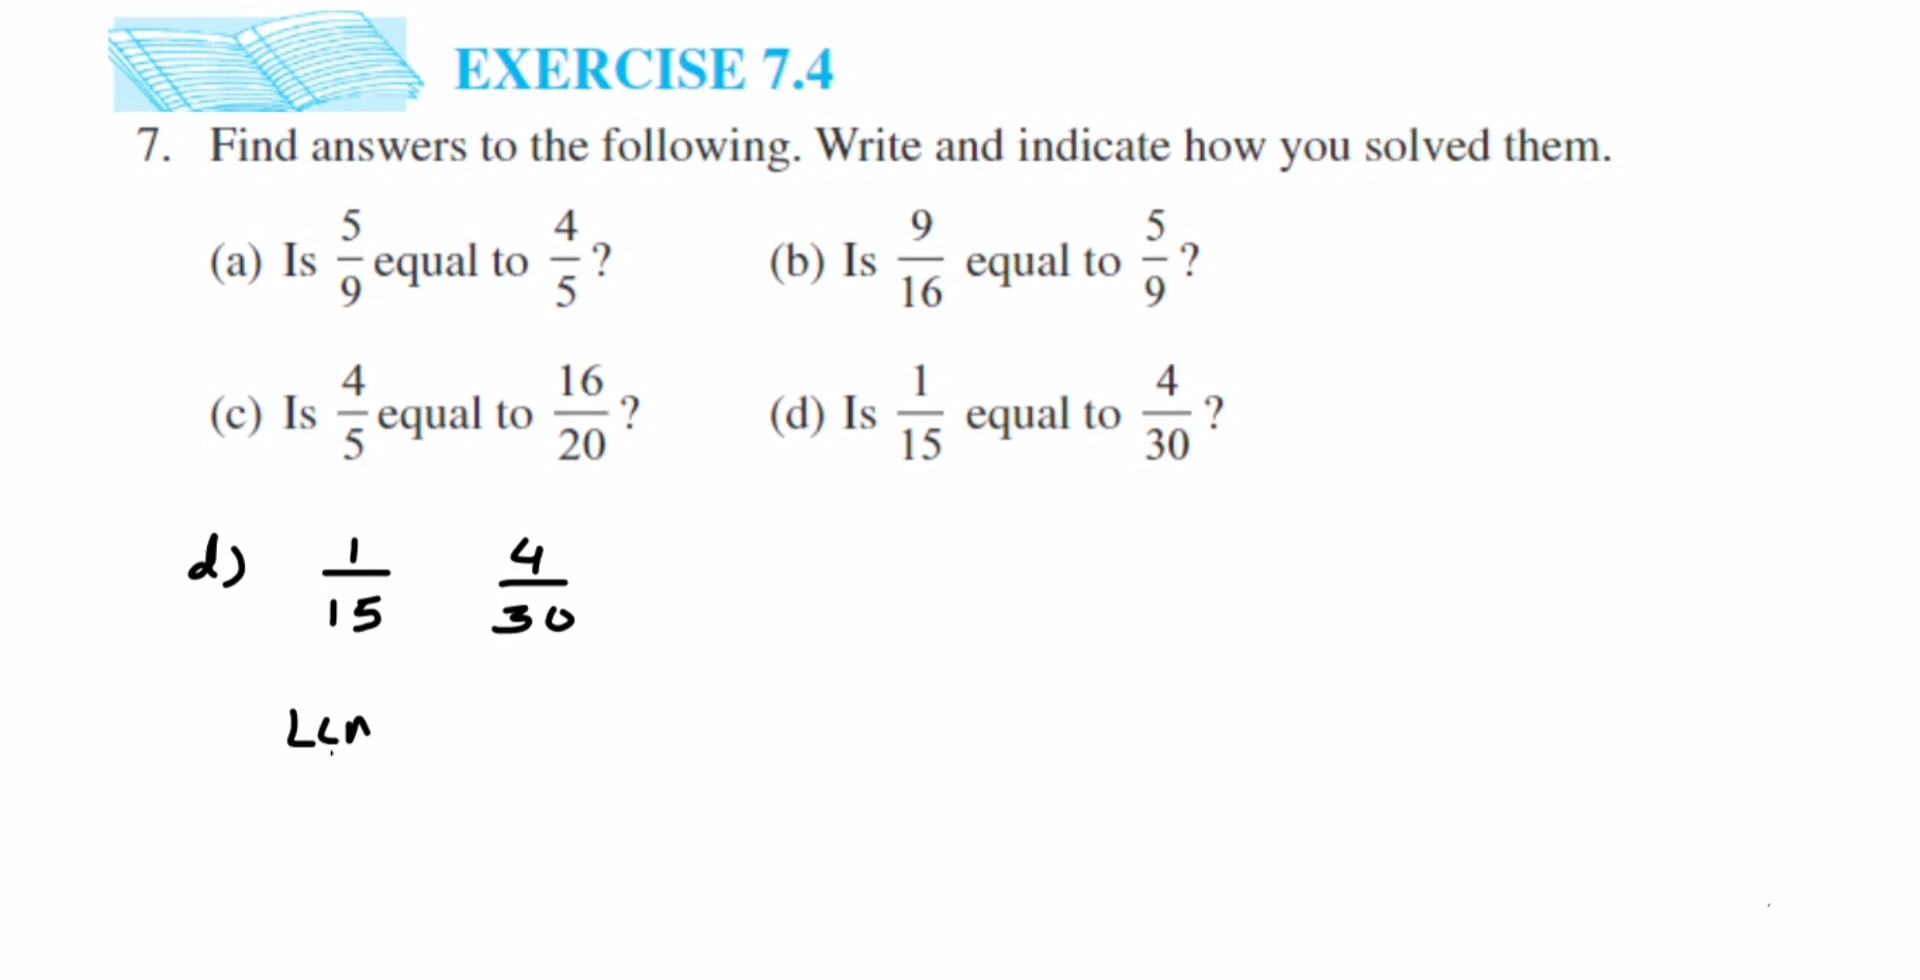 EXERCISE 7.4
7. Find answers to the following. Write and indicate how you solved them.
(a) Is 5/9 equal to 4/5 ? (b) Is 9/16 equal to 5/9 ?
(c) Is 4/5 equal to 16/20 ? (d) Is 1/15 equal to 4/30 ?
d) 1/15 4/30